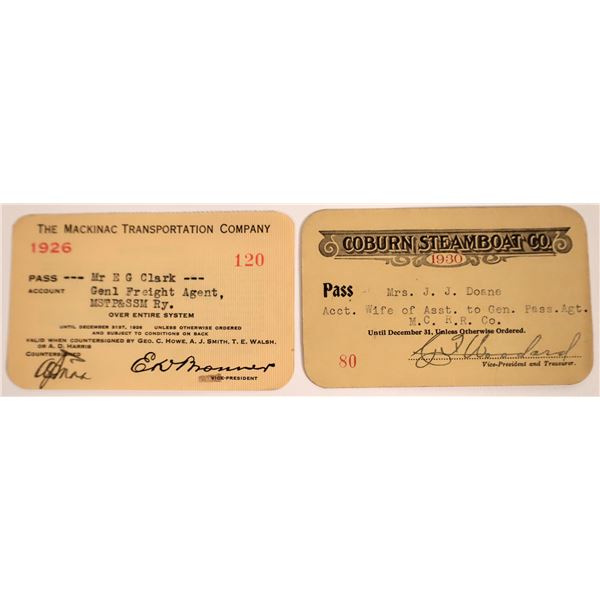 THE MACKINAC TRANSPORTATION COMPANY
1926
120
PASS --- Mr E G Clark ---
ACCOUNT Genl Freight Agent,
MSTP&SSM Ry.
OVER ENTIRE SYSTEM
UNTIL DECEMBER 31ST, 1926 UNLESS OTHERWISE ORDERED
AND SUBJECT TO CONDITIONS ON BACK
VALID WHEN COUNTERSIGNED BY GEO. C. HOWE, A. J. SMITH, T. E. WALSH,
OR A. D. HARRIS
COUNTERSIGNED
VICE-PRESIDENT
COBURN STEAMBOAT CO.
1930
Pass Mrs. J. J. Doane
Acct. Wife of Asst. to Gen. Pass. Agt.
M.C. R.R. Co.
Until December 31, Unless Otherwise Ordered.
80
Vice-President and Treasurer.